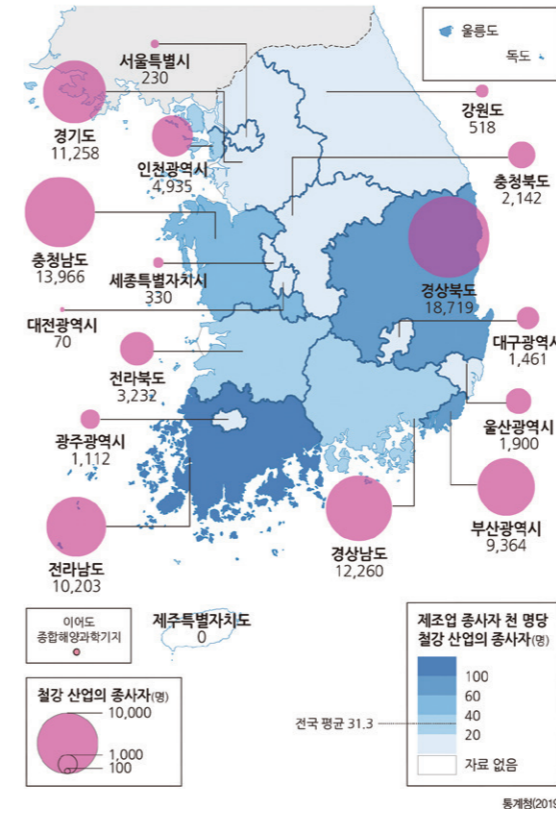 울릉도
독도
서울특별시
230
경기도
11,258
인천광역시
4,935
강원도
518
충청북도
2,142
충청남도
13,966
세종특별자치시
330
경상북도
18,719
대전광역시
70
대구광역시
1,461
전라북도
3,232
광주광역시
1,112
울산광역시
1,900
전라남도
10,203
경상남도
12,260
부산광역시
9,364
이어도
종합해양과학기지
제주특별자치도
0
철강 산업의 종사자(명)
10,000
1,000
100
제조업 종사자 천 명당
철강 산업의 종사자(명)
100
60
40
전국 평균 31.3
20
자료 없음
통계청(2019